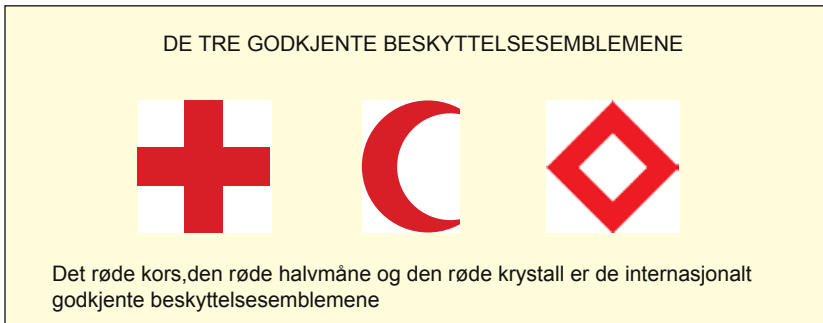 DE TRE GODKJENTE BESKYTTELSESEMBLEMENE
Det røde kors,den røde halvmåne og den røde krystall er de internasjonalt
godkjente beskyttelsesemblemene